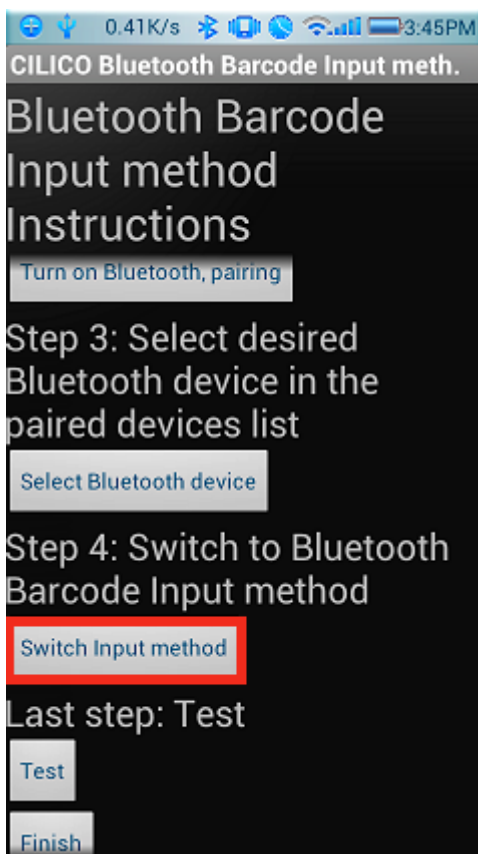 0.41K/s 3:45PM
CILICO Bluetooth Barcode Input meth.
Bluetooth Barcode
Input method
Instructions
Turn on Bluetooth, pairing
Step 3: Select desired
Bluetooth device in the
paired devices list
Select Bluetooth device
Step 4: Switch to Bluetooth
Barcode Input method
Switch Input method
Last step: Test
Test
Finish